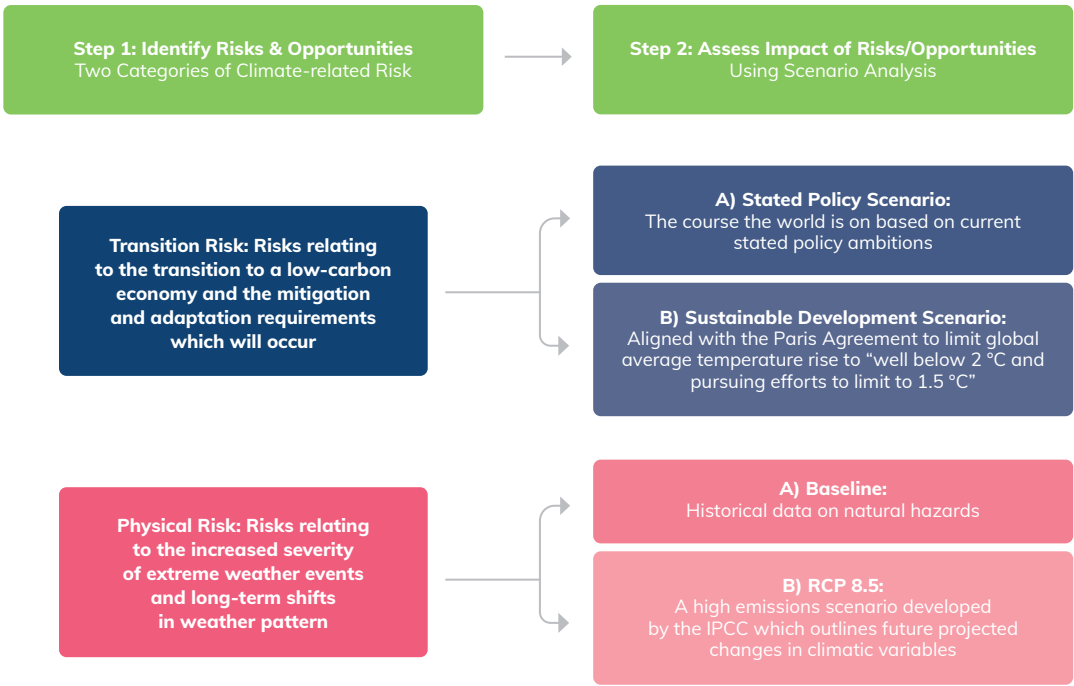 Step 1: Identify Risks & Opportunities
Two Categories of Climate-related Risk
Step 2: Assess Impact of Risks/Opportunities
Using Scenario Analysis
Transition Risk: Risks relating
to the transition to a low-carbon
economy and the mitigation
and adaptation requirements
which will occur
A) Stated Policy Scenario:
The course the world is on based on current
stated policy ambitions
B) Sustainable Development Scenario:
Aligned with the Paris Agreement to limit global
average temperature rise to “well below 2 °C and
pursuing efforts to limit to 1.5 °C”
Physical Risk: Risks relating
to the increased severity
of extreme weather events
and long-term shifts
in weather pattern
A) Baseline:
Historical data on natural hazards
B) RCP 8.5:
A high emissions scenario developed
by the IPCC which outlines future projected
changes in climatic variables